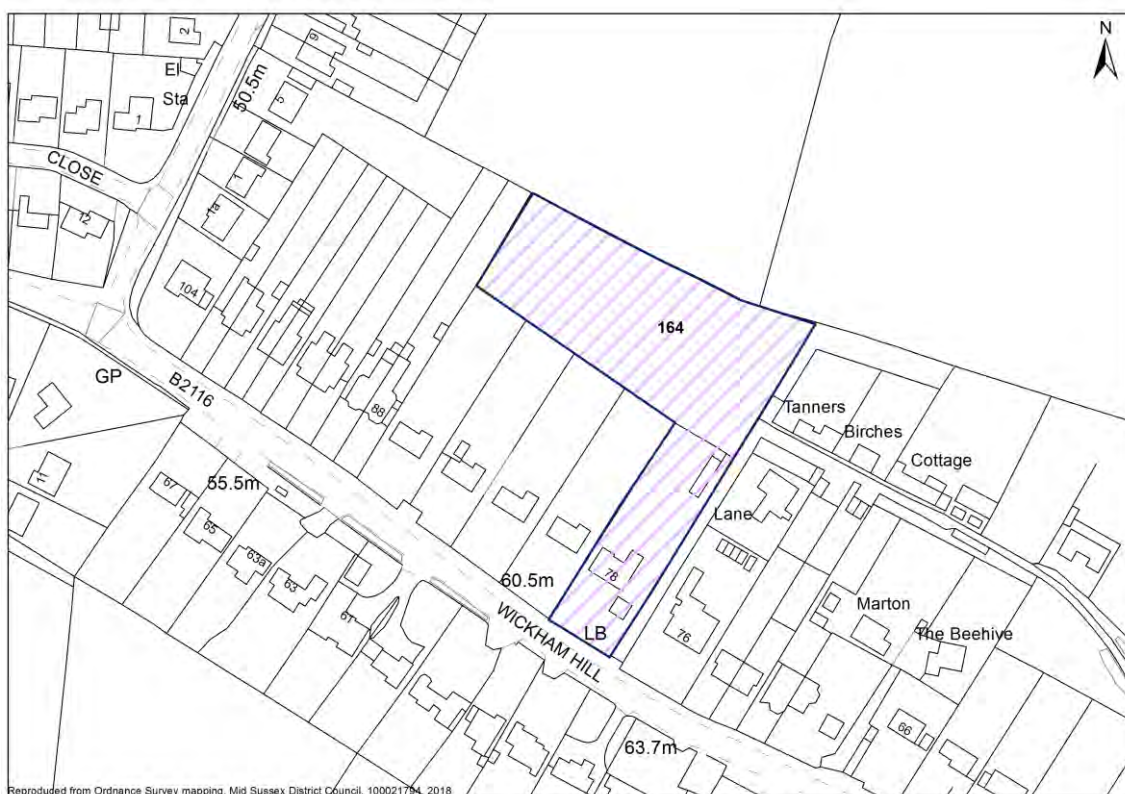 N
2
9
El
Sta
50.5m
5
1
CLOSE
1
1a
12
104
164
GP
B2116
88
Tanners
Birches
Cottage
11
67
55.5m
65
Lane
63a
63
60.5m
78
61
WICKHAM HILL
LB
76
Marton
The Beehive
66
63.7m
Reproduced from Ordnance Survey mapping. Mid Sussex District Council. 100021794. 2018